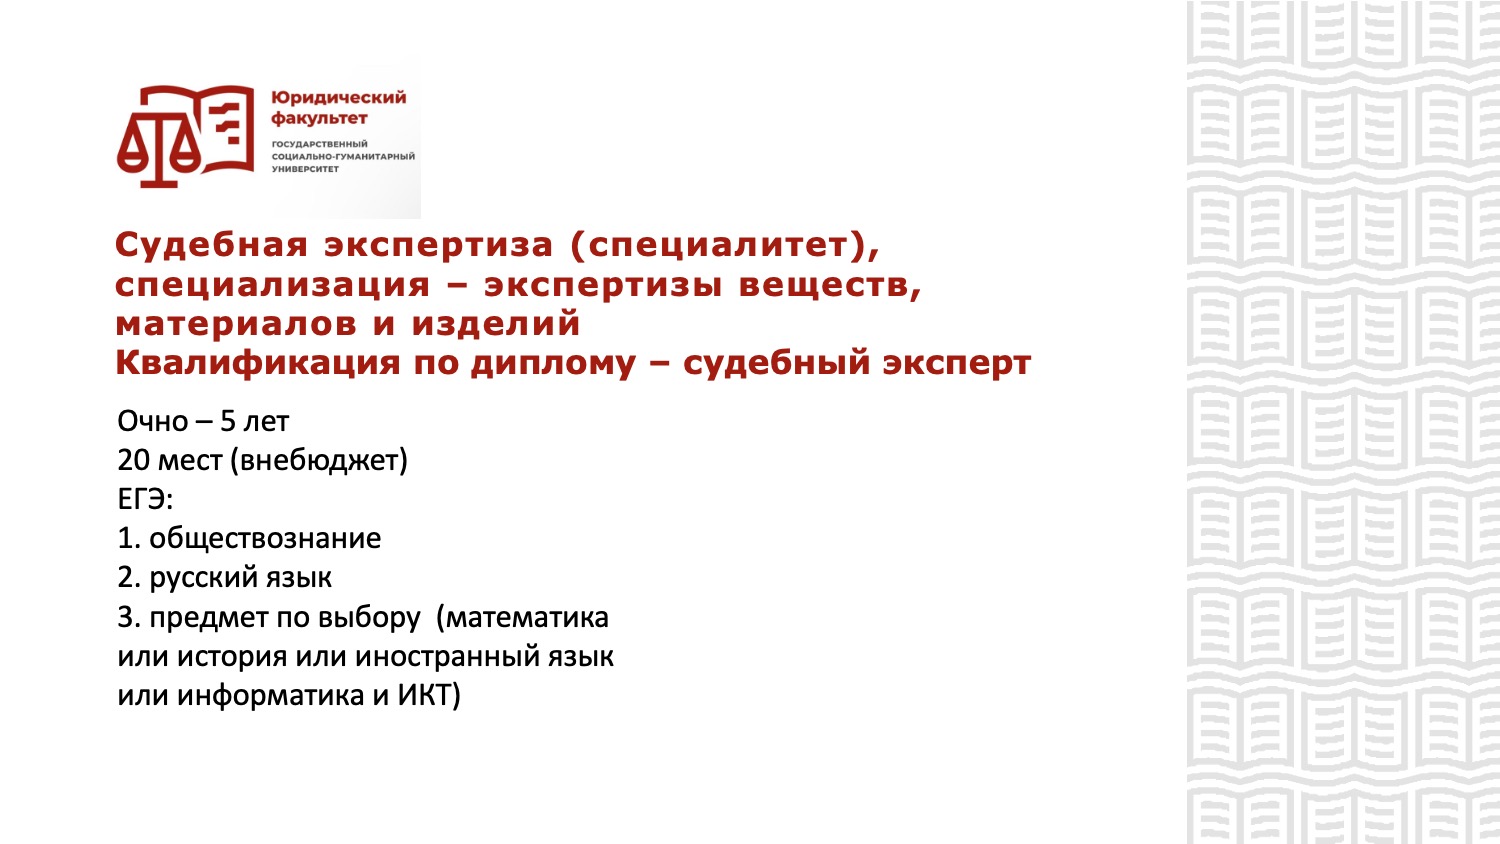 Юридический
факультет
ГОСУДАРСТВЕННЫЙ
СОЦИАЛЬНО-ГУМАНИТАРНЫЙ
УНИВЕРСИТЕТ
Судебная экспертиза (специалитет),
специализация – экспертизы веществ,
материалов и изделий
Квалификация по диплому – судебный эксперт
Очно – 5 лет
20 мест (внебюджет)
ЕГЭ:
1. обществознание
2. русский язык
3. предмет по выбору  (математика
или история или иностранный язык
или информатика и ИКТ)